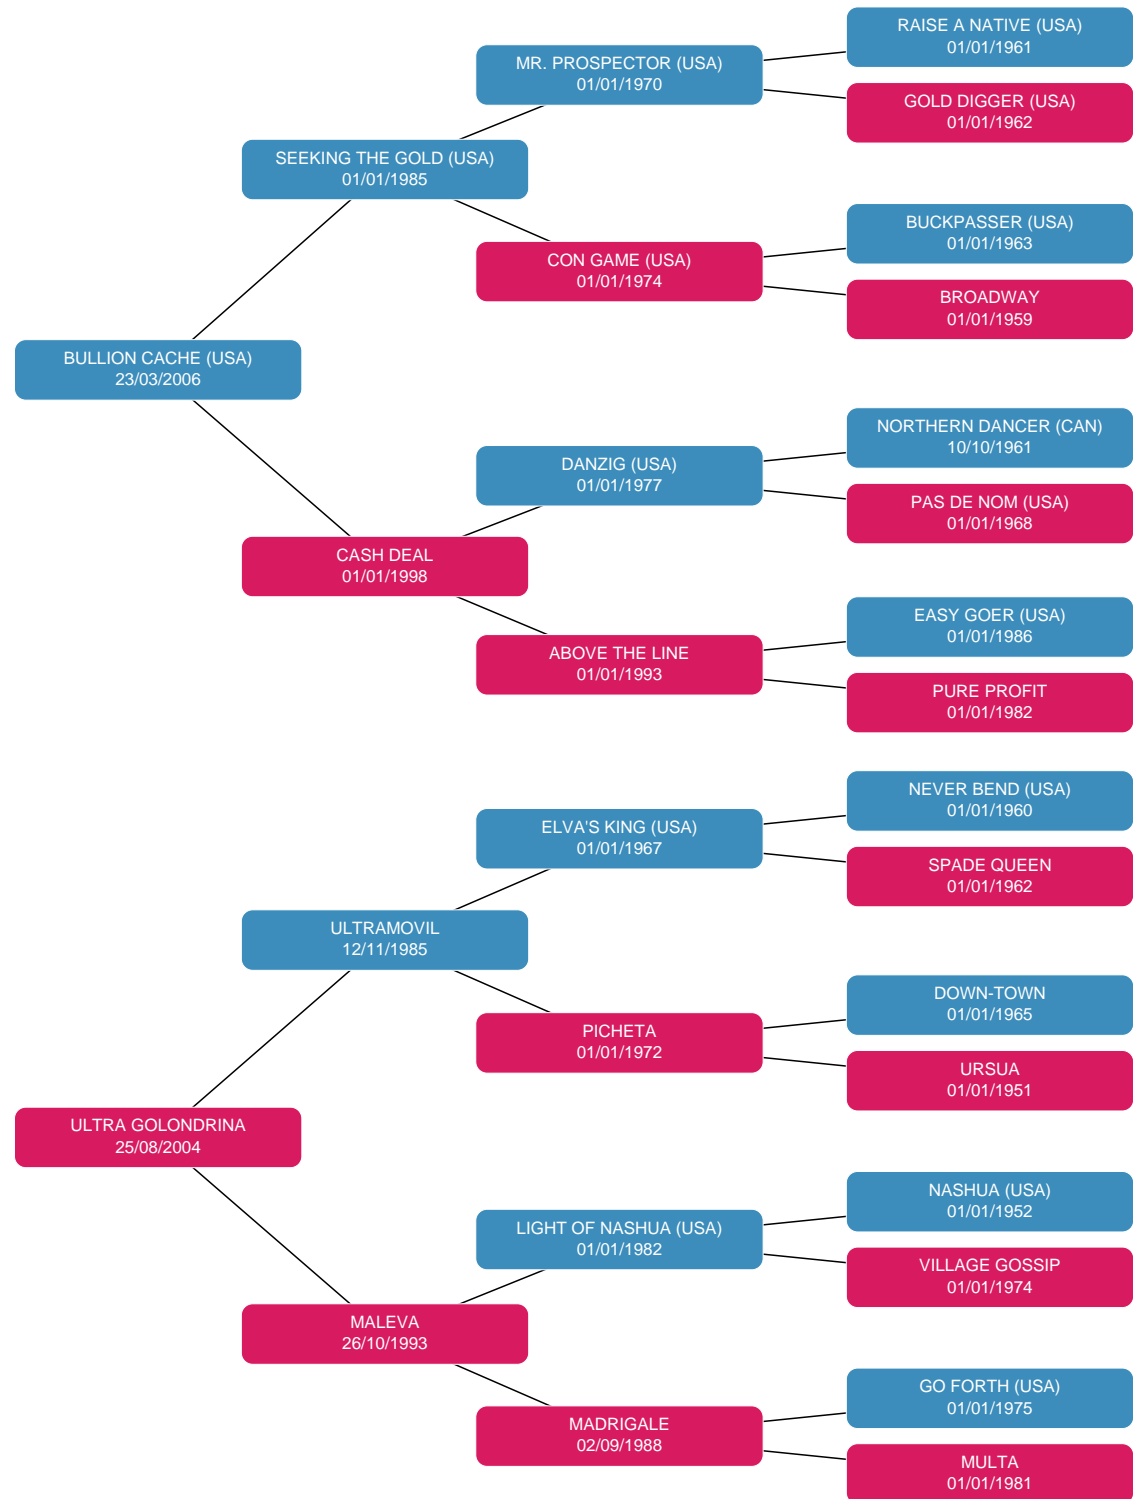 RAISE A NATIVE (USA)
01/01/1961
MR. PROSPECTOR (USA)
01/01/1970
GOLD DIGGER (USA)
01/01/1962
SEEKING THE GOLD (USA)
01/01/1985
BUCKPASSER (USA)
01/01/1963
CON GAME (USA)
01/01/1974
BROADWAY
01/01/1959
BULLION CACHE (USA)
23/03/2006
NORTHERN DANCER (CAN)
10/10/1961
DANZIG (USA)
01/01/1977
PAS DE NOM (USA)
01/01/1968
CASH DEAL
01/01/1998
EASY GOER (USA)
01/01/1986
ABOVE THE LINE
01/01/1993
PURE PROFIT
01/01/1982
NEVER BEND (USA)
01/01/1960
ELVA'S KING (USA)
01/01/1967
SPADE QUEEN
01/01/1962
ULTRAMOVIL
12/11/1985
DOWN-TOWN
01/01/1965
PICHETA
01/01/1972
URSUA
01/01/1951
ULTRA GOLONDRINA
25/08/2004
NASHUA (USA)
01/01/1952
LIGHT OF NASHUA (USA)
01/01/1982
VILLAGE GOSSIP
01/01/1974
MALEVA
26/10/1993
GO FORTH (USA)
01/01/1975
MADRIGALE
02/09/1988
MULTA
01/01/1981